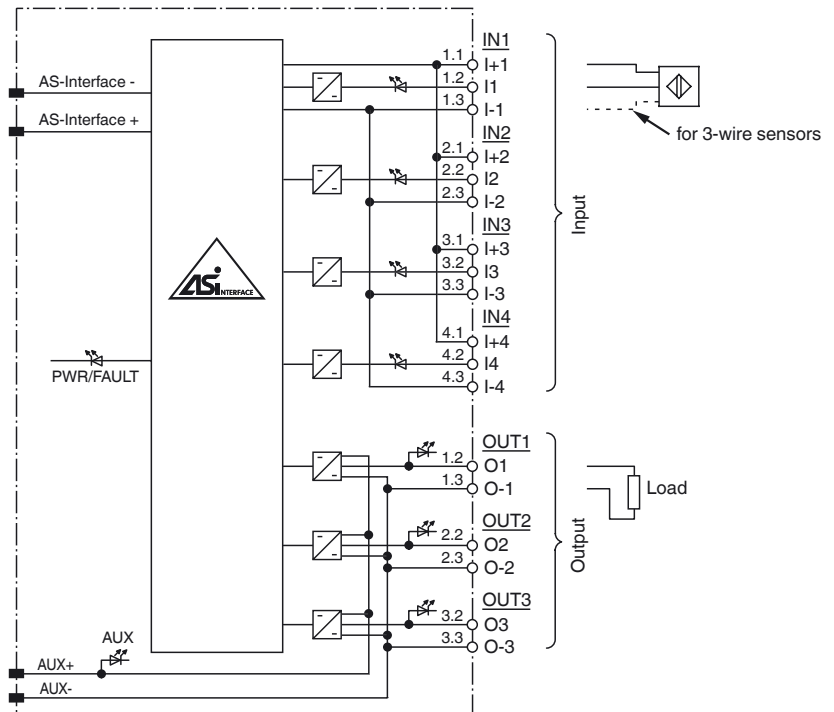 AS-Interface -
AS-Interface +
ASi INTERFACE
PWR/FAULT
IN1
1.1 I+1
1.2 I1
1.3 I-1
IN2
2.1 I+2
2.2 I2
2.3 I-2
IN3
3.1 I+3
3.2 I3
3.3 I-3
IN4
4.1 I+4
4.2 I4
4.3 I-4
Input
for 3-wire sensors
OUT1
1.2 O1
1.3 O-1
OUT2
2.2 O2
2.3 O-2
OUT3
3.2 O3
3.3 O-3
Output
Load
AUX
AUX+
AUX-